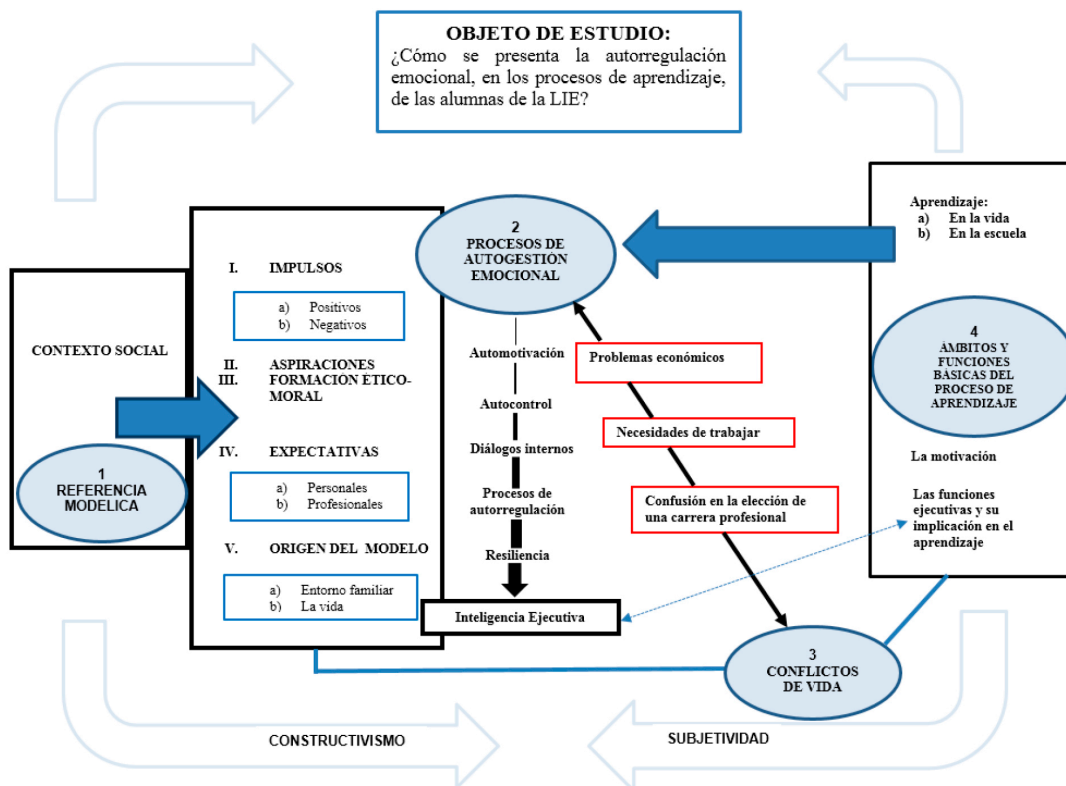 OBJETO DE ESTUDIO:
¿Cómo se presenta la autorregulación
emocional, en los procesos de aprendizaje,
de las alumnas de la LIE?
CONTEXTO SOCIAL
1
REFERENCIA
MODELICA
I. IMPULSOS
a) Positivos
b) Negativos
II. ASPIRACIONES
III. FORMACIÓN ÉTICO-
MORAL
IV. EXPECTATIVAS
a) Personales
b) Profesionales
V. ORIGEN DEL MODELO
a) Entorno familiar
b) La vida
2
PROCESOS DE
AUTOGESTIÓN
EMOCIONAL
Automotivación
Autocontrol
Diálogos internos
Procesos de
autorregulación
Resiliencia
Inteligencia Ejecutiva
Problemas económicos
Necesidades de trabajar
Confusión en la elección de
una carrera profesional
3
CONFLICTOS
DE VIDA
Aprendizaje:
a) En la vida
b) En la escuela
4
ÁMBITOS Y
FUNCIONES
BÁSICAS DEL
PROCESO DE
APRENDIZAJE
La motivación
Las funciones
ejecutivas y su
implicación en el
aprendizaje
CONSTRUCTIVISMO
SUBJETIVIDAD